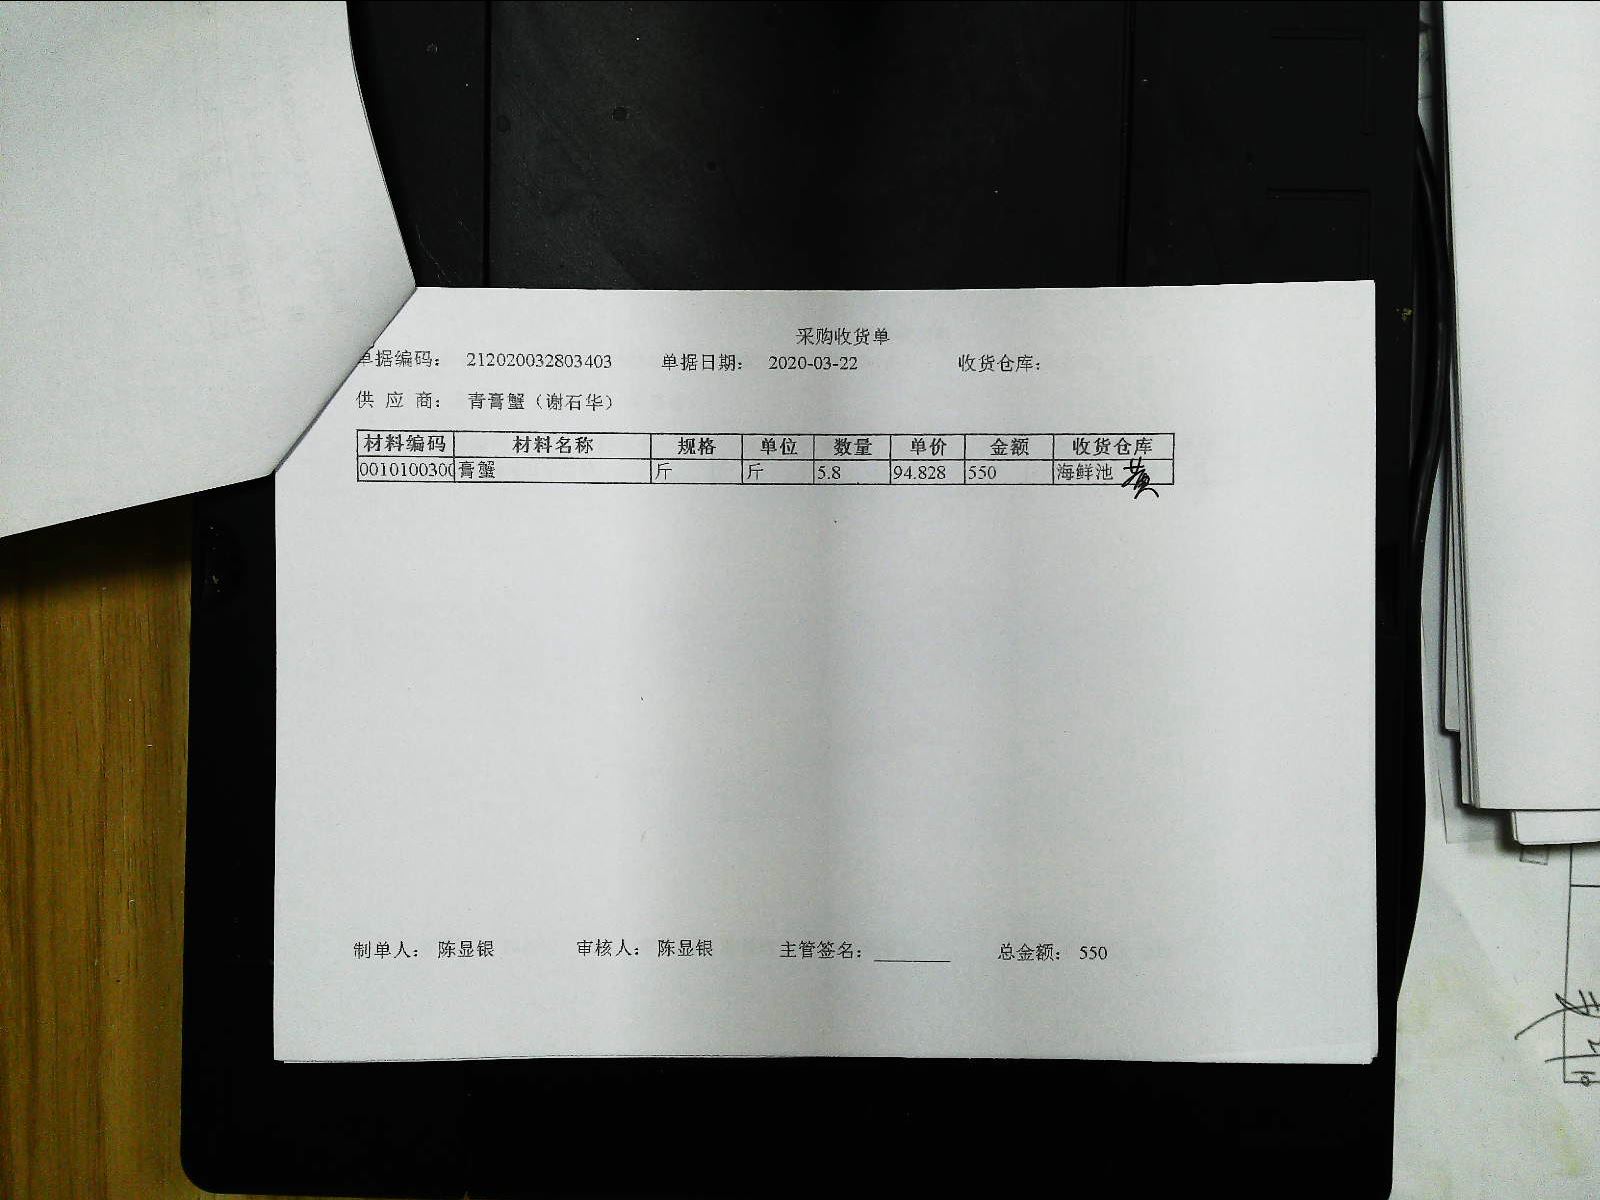 采购收货单
单据编码： 212020032803403 单据日期： 2020-03-22 收货仓库：
供 应 商： 青膏蟹（谢石华）
材料编码 材料名称 规格 单位 数量 单价 金额 收货仓库
0010100300 膏蟹 斤 斤 5.8 94.828 550 海鲜池 黄
制单人： 陈显银 审核人： 陈显银 主管签名： 总金额： 550